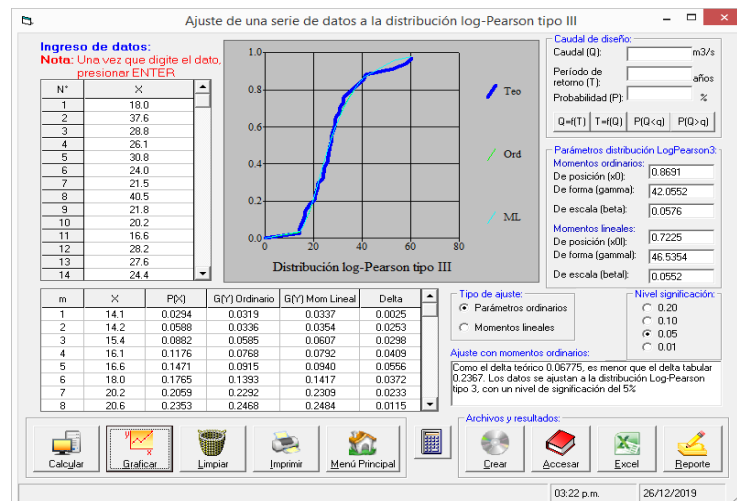 Ajuste de una serie de datos a la distribución log-Pearson tipo III
Ingreso de datos:
Nota: Una vez que digite el dato,
presionar ENTER
N° X
1 18.0
2 37.6
3 28.8
4 26.1
5 30.8
6 24.0
7 21.5
8 40.5
9 21.8
10 20.2
11 16.6
12 28.2
13 27.6
14 24.4
1.0
0.8
0.6
0.4
0.2
0.0
0 20 40 60 80
Distribución log-Pearson tipo III
Teo
Ord
ML
Caudal de diseño:
Caudal (Q): m3/s
Período de
retorno (T): años
Probabilidad (P): %
Q=f(T) T=f(Q) P(Q<q) P(Q>q)
Parámetros distribución LogPearson3:
Momentos ordinarios:
De posición (x0): 0.8691
De forma (gamma): 42.0552
De escala (beta): 0.0576
Momentos lineales:
De posición (x0l): 0.7225
De forma (gammal): 46.5354
De escala (betal): 0.0552
m X P(X) G(Y) Ordinario G(Y) Mom Lineal Delta
1 14.1 0.0294 0.0319 0.0337 0.0025
2 14.2 0.0588 0.0336 0.0354 0.0253
3 15.4 0.0882 0.0585 0.0607 0.0298
4 16.1 0.1176 0.0768 0.0792 0.0409
5 16.6 0.1471 0.0915 0.0940 0.0556
6 18.0 0.1765 0.1393 0.1417 0.0372
7 20.2 0.2059 0.2292 0.2309 0.0233
8 20.6 0.2353 0.2468 0.2484 0.0115
Tipo de ajuste:
Parámetros ordinarios
Momentos lineales
Nivel significación:
0.20
0.10
0.05
0.01
Ajuste con momentos ordinarios:
Como el delta teórico 0.06775, es menor que el delta tabular
0.2367. Los datos se ajustan a la distribución Log-Pearson
tipo 3, con un nivel de significación del 5%
Calcular Graficar Limpiar Imprimir Menú Principal
Archivos y resultados:
Crear Accesar Excel Reporte
03:22 p.m. 26/12/2019